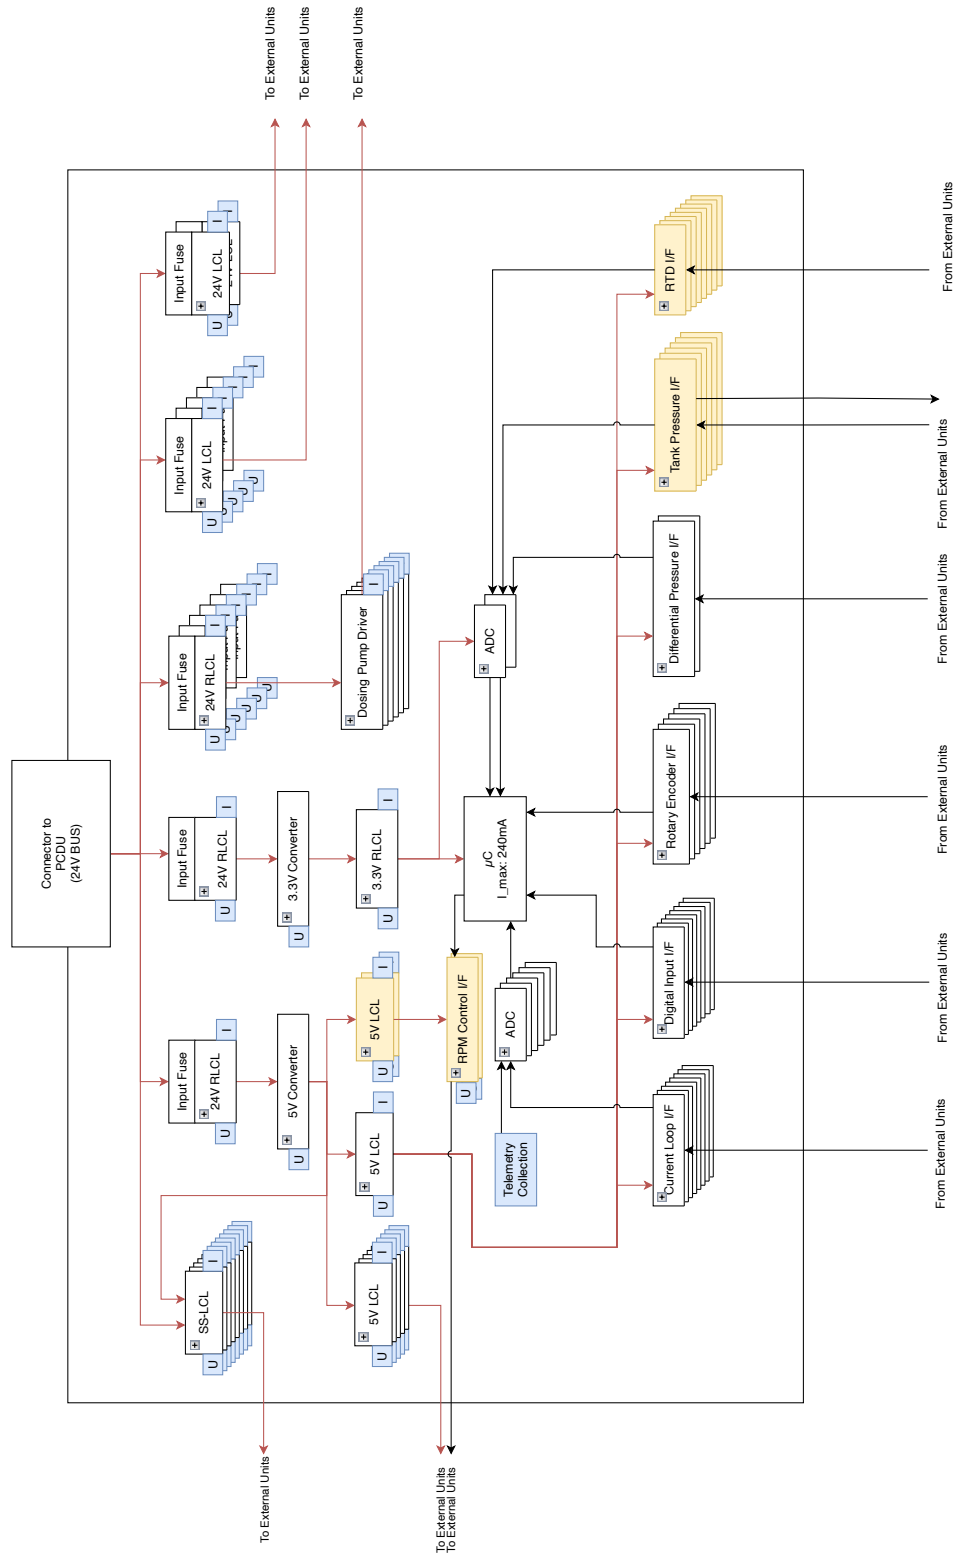 Connector to
PCDU
(24V BUS)
U
SS-LCL
I
Input Fuse
U
24V RLCL
I
Input Fuse
U
24V RLCL
I
Input Fuse
U
24V RLCL
I
Input Fuse
U
24V LCL
I
Input Fuse
U
24V LCL
I
To External Units
To External Units
To External Units
To External Units
U
5V Converter
U
3.3V Converter
Dosing Pump Driver
I
U
5V LCL
I
U
5V LCL
I
U
5V LCL
I
U
3.3V RLCL
I
To External Units
To External Units
U
RPM Control I/F
Telemetry
Collection
ADC
µC
I_max: 240mA
ADC
Current Loop I/F
Digital Input I/F
Rotary Encoder I/F
Differential Pressure I/F
Tank Pressure I/F
RTD I/F
From External Units
From External Units
From External Units
From External Units
From External Units
From External Units